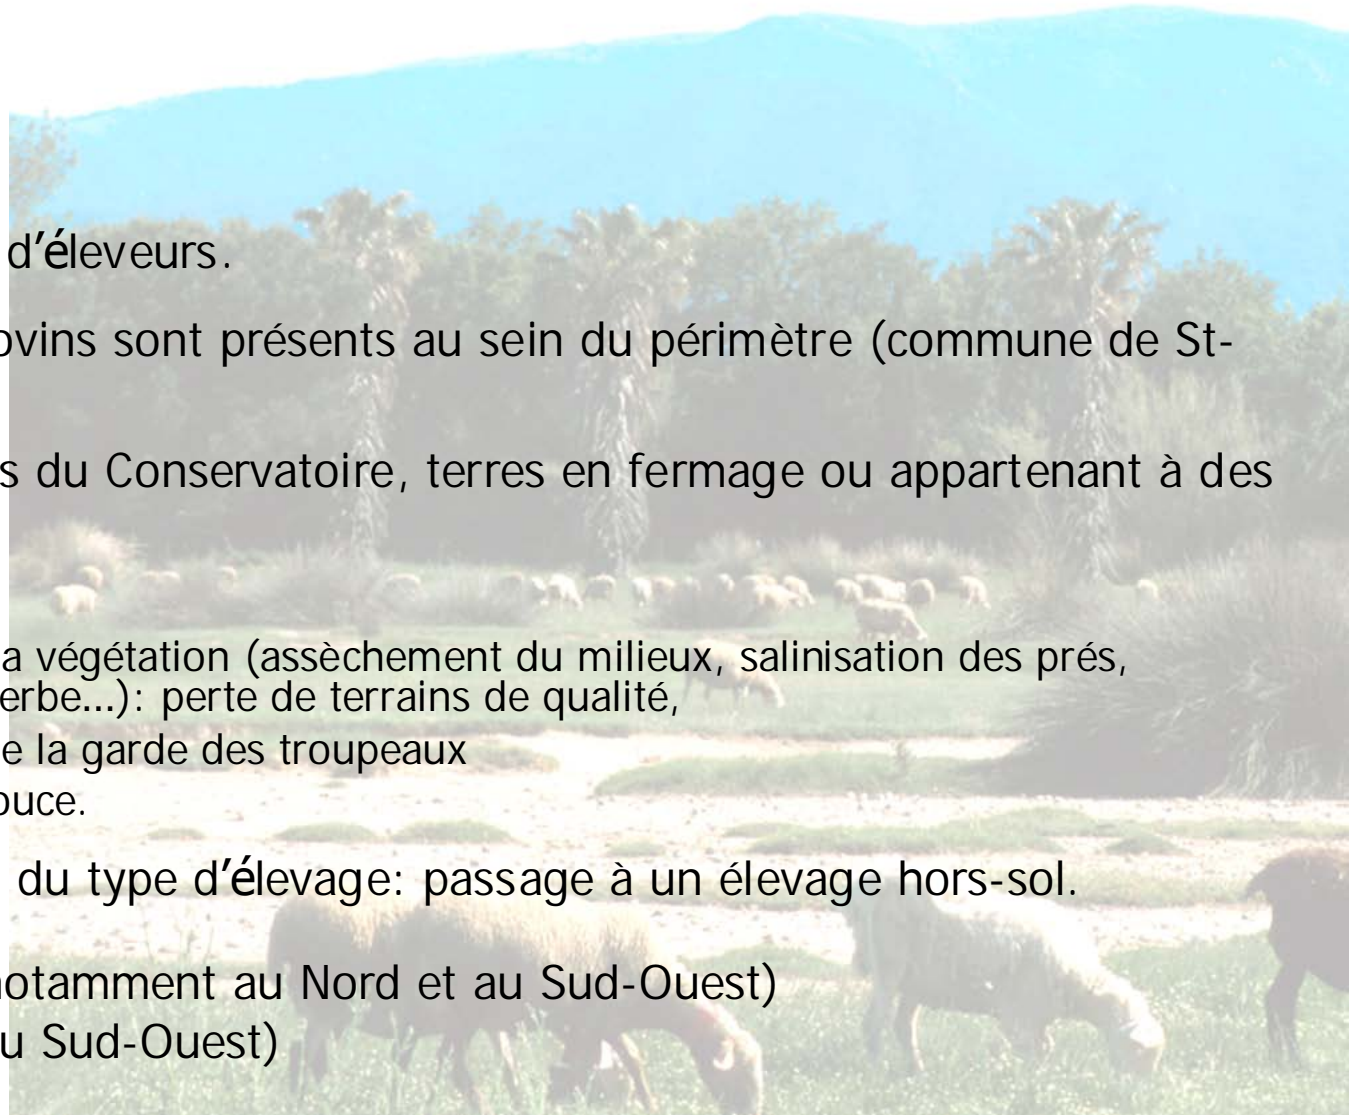 d'éleveurs.
ovins sont présents au sein du périmètre (commune de St-
s du Conservatoire, terres en fermage ou appartenant à des
a végétation (assèchement du milieux, salinisation des prés,
erbe...): perte de terrains de qualité,
e la garde des troupeaux
ouce.
du type d'élevage: passage à un élevage hors-sol.
notamment au Nord et au Sud-Ouest)
u Sud-Ouest)